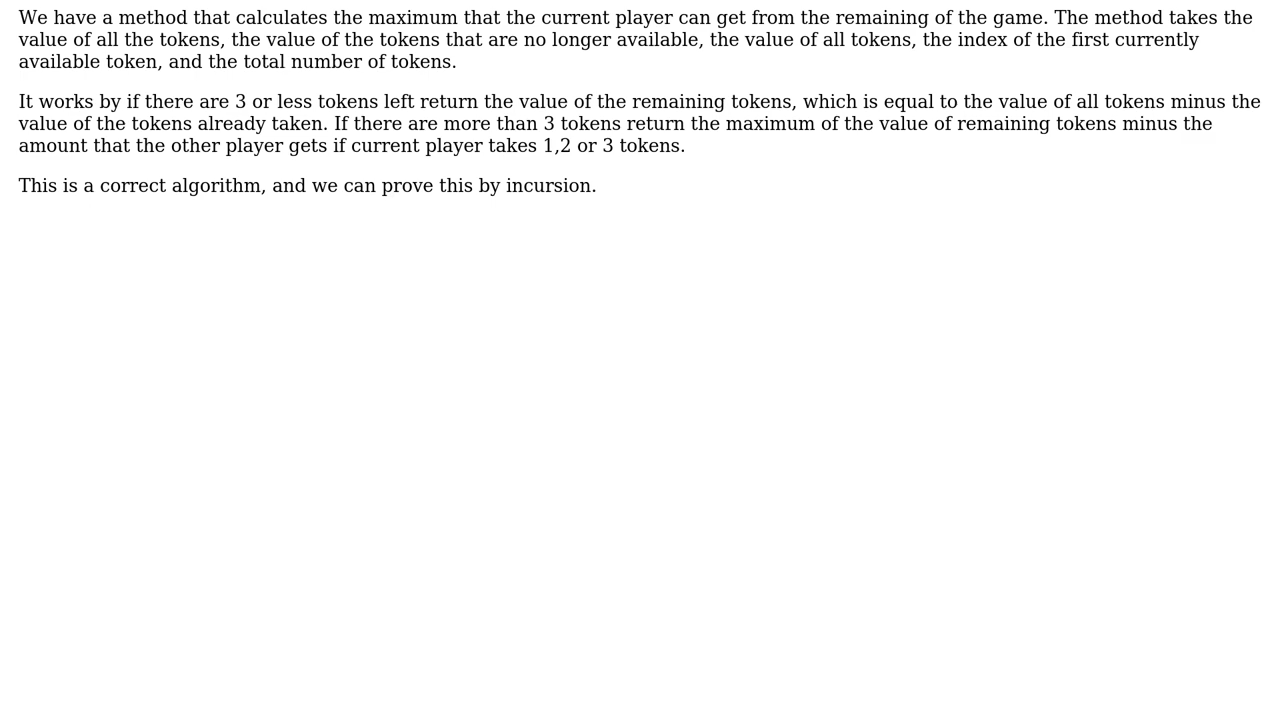 We have a method that calculates the maximum that the current player can get from the remaining of the game. The method takes the
value of all the tokens, the value of the tokens that are no longer available, the value of all tokens, the index of the first currently
available token, and the total number of tokens.
It works by if there are 3 or less tokens left return the value of the remaining tokens, which is equal to the value of all tokens minus the
value of the tokens already taken. If there are more than 3 tokens return the maximum of the value of remaining tokens minus the
amount that the other player gets if current player takes 1,2 or 3 tokens.
This is a correct algorithm, and we can prove this by incursion.